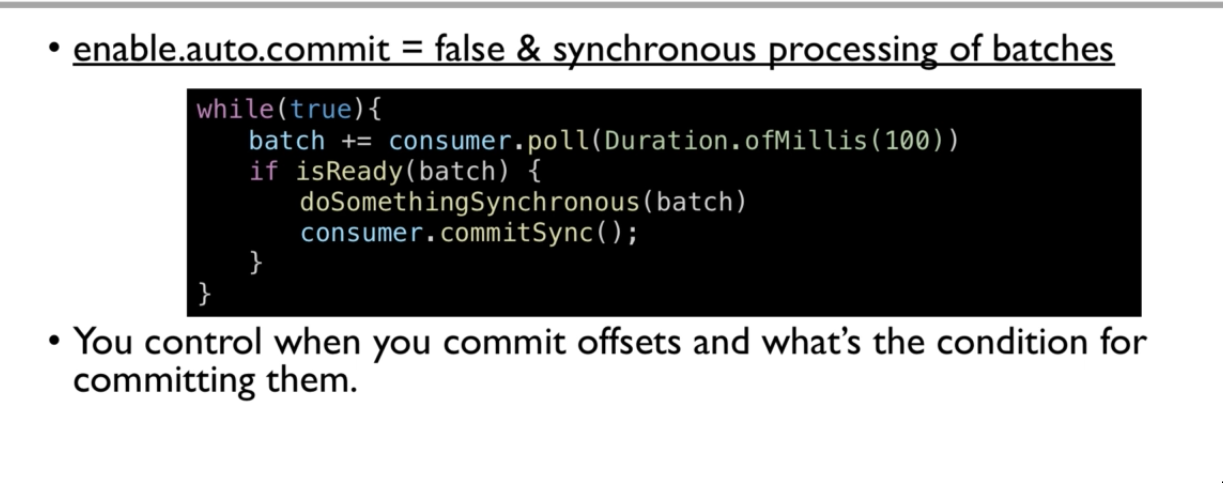 • enable.auto.commit = false & synchronous processing of batches
while(true){
    batch += consumer.poll(Duration.ofMillis(100))
    if isReady(batch) {
        doSomethingSynchronous(batch)
        consumer.commitSync();
    }
}
• You control when you commit offsets and what’s the condition for
committing them.